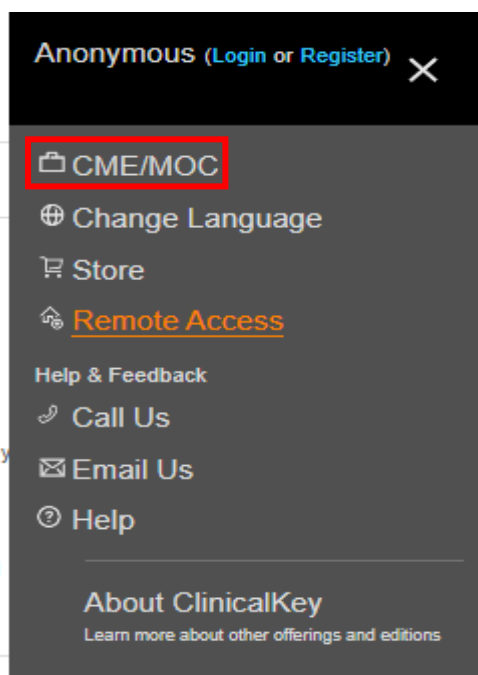 Anonymous (Login or Register)
CME/MOC
Change Language
Store
Remote Access
Help & Feedback
Call Us
Email Us
Help
About ClinicalKey
Learn more about other offerings and editions
y